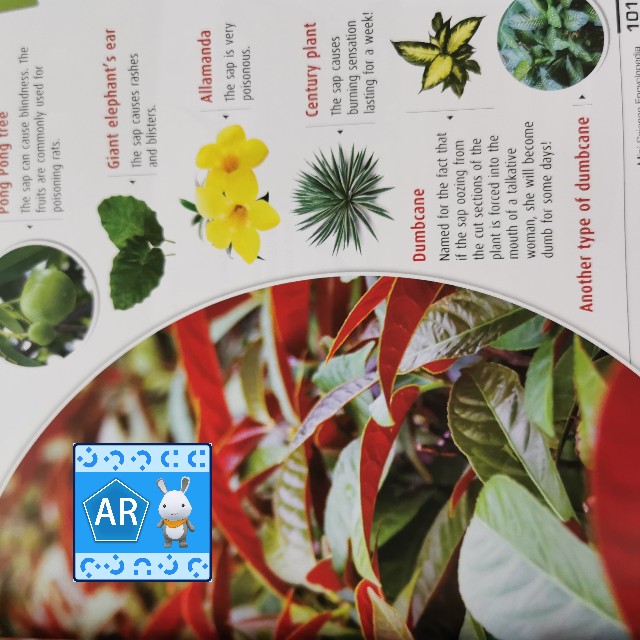 Pong Pong tree
The sap can cause blindness. The
fruits are commonly used for
poisoning rats.
Giant elephant's ear
The sap causes rashes
and blisters.
Allamanda
The sap is very
poisonous.
Century plant
The sap causes
burning sensation
lasting for a week!
Dumbcane
Named for the fact that
if the sap oozing from
the cut sections of the
plant is forced into the
mouth of a talkative
woman, she will become
dumb for some days!
Another type of dumbcane
101
Encyclopedia
AR